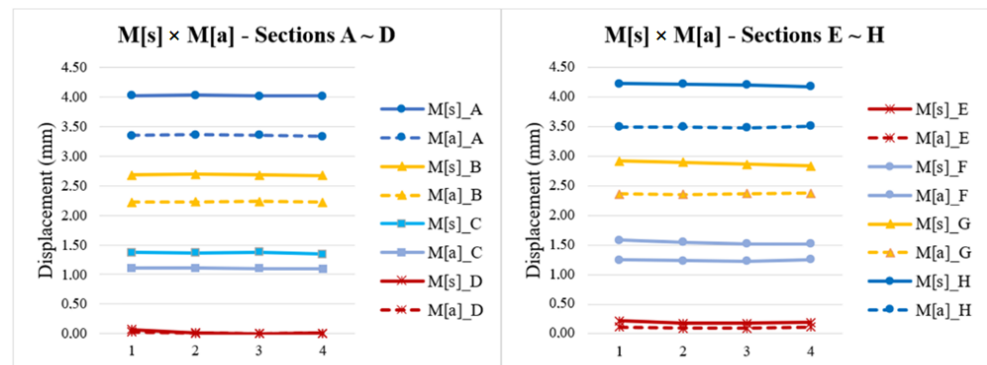 M[s] × M[a] - Sections A ~ D
Displacement (mm)
4.50
4.00
3.50
3.00
2.50
2.00
1.50
1.00
0.50
0.00
1 2 3 4
M[s]_A
M[a]_A
M[s]_B
M[a]_B
M[s]_C
M[a]_C
M[s]_D
M[a]_D
M[s] × M[a] - Sections E ~ H
Displacement (mm)
4.50
4.00
3.50
3.00
2.50
2.00
1.50
1.00
0.50
0.00
1 2 3 4
M[s]_E
M[a]_E
M[s]_F
M[a]_F
M[s]_G
M[a]_G
M[s]_H
M[a]_H